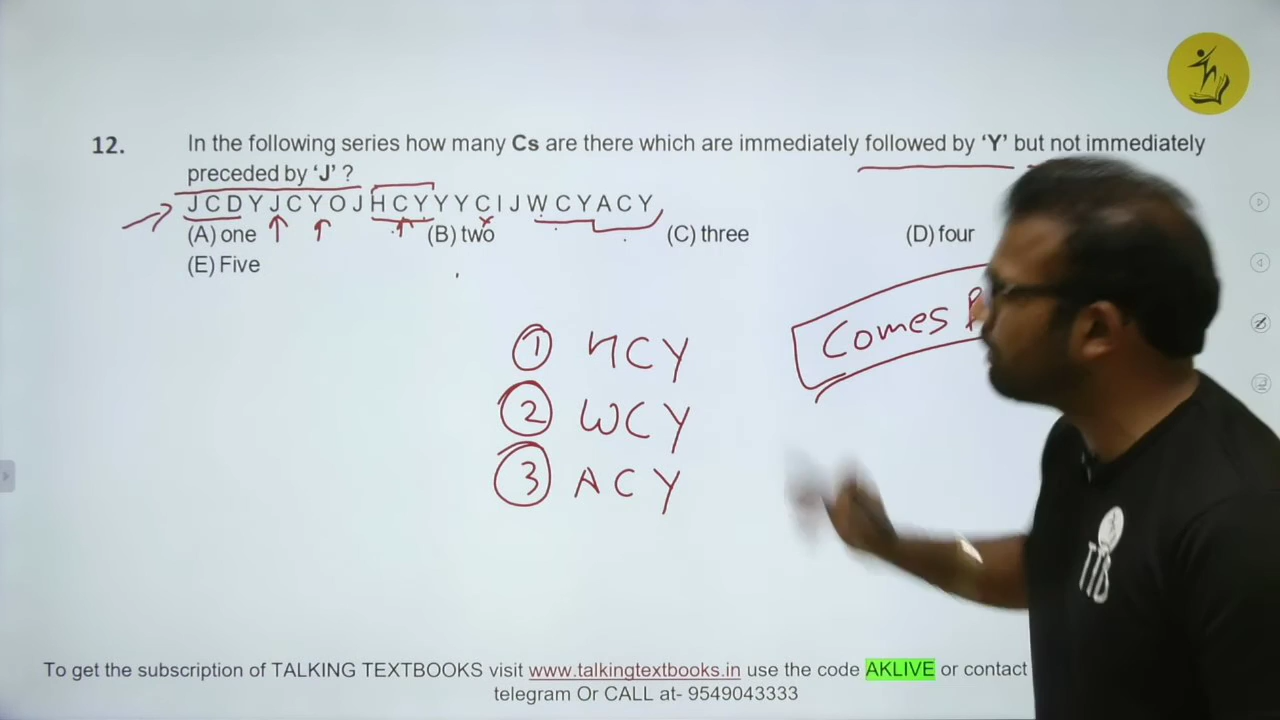 12. In the following series how many Cs are there which are immediately followed by ‘Y’ but not immediately
preceded by ‘J’ ?
J C D Y J C Y O J H C Y Y Y C I J W C Y A C Y
(A) one (B) two (C) three (D) four
(E) Five
Comes
1 HCY
2 WCY
3 ACY
TTB
To get the subscription of TALKING TEXTBOOKS visit www.talkingtextbooks.in use the code AKLIVE or contact
telegram Or CALL at- 9549043333